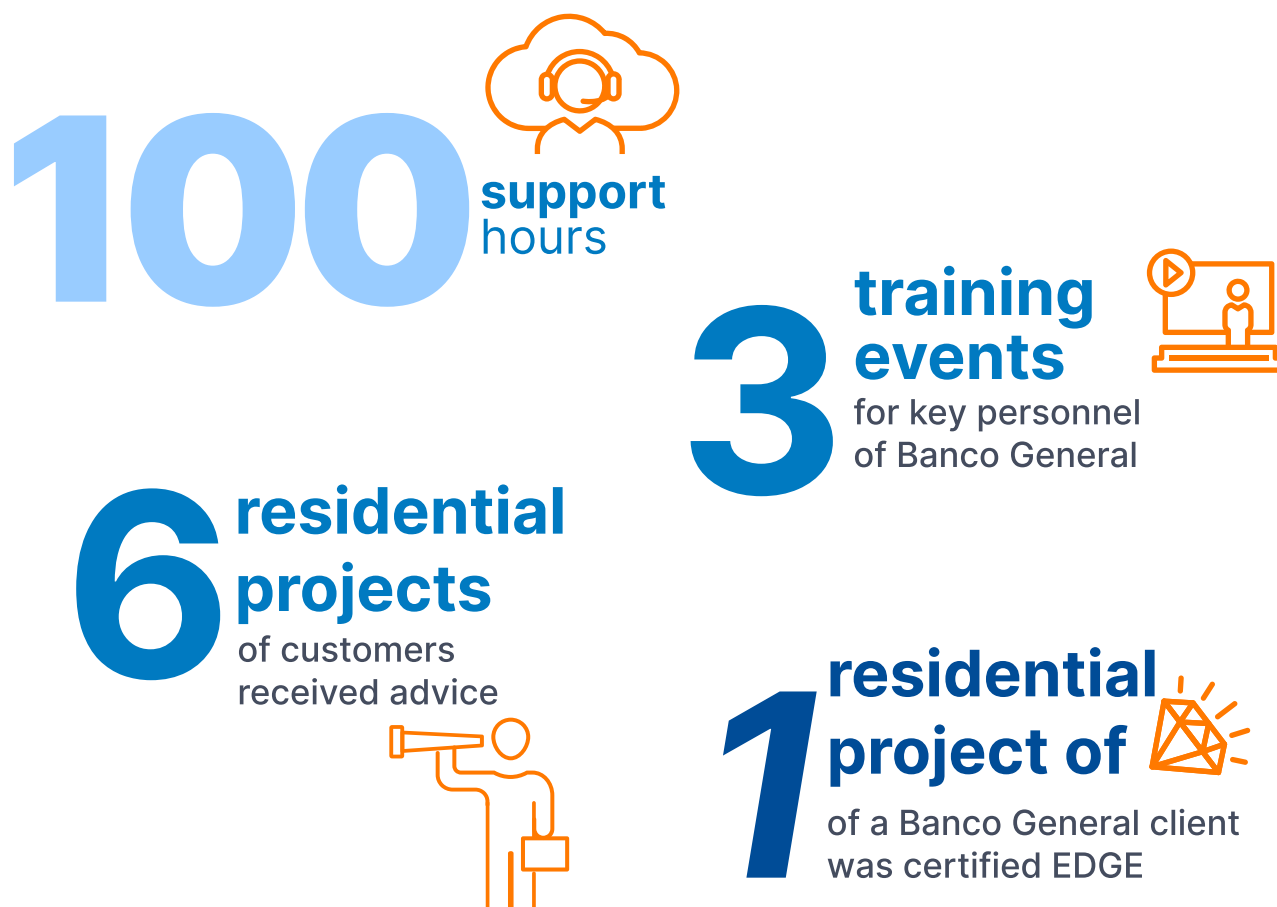 100
support
hours
3
training
events
for key personnel
of Banco General
6
residential
projects
of customers
received advice
1
residential
project of
of a Banco General client
was certified EDGE